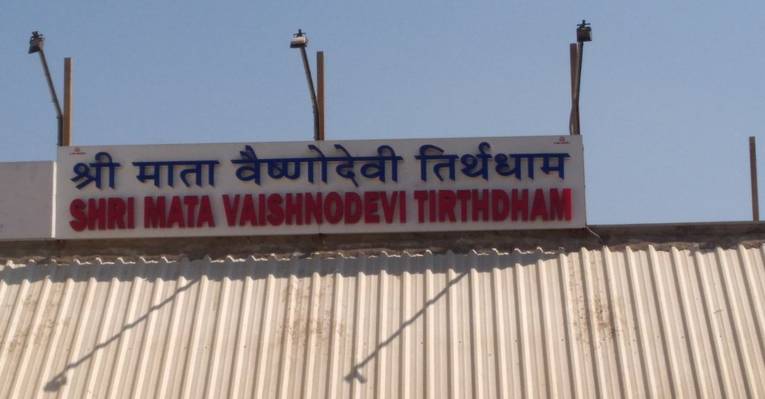 श्री माता वैष्णोदेवी तिर्थधाम
SHRI MATA VAISHNODEVI TIRTHDHAM